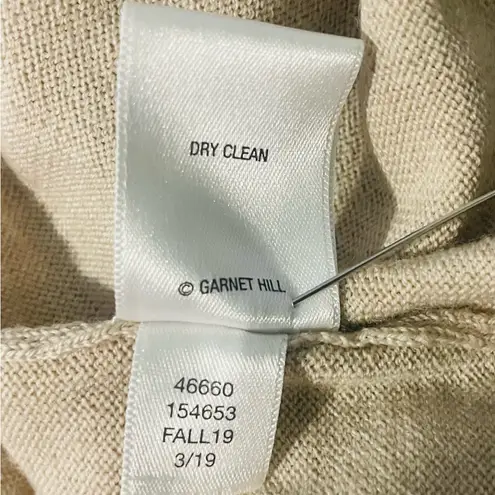 DRY CLEAN
© GARNET HILL
46660
154653
FALL19
3/19